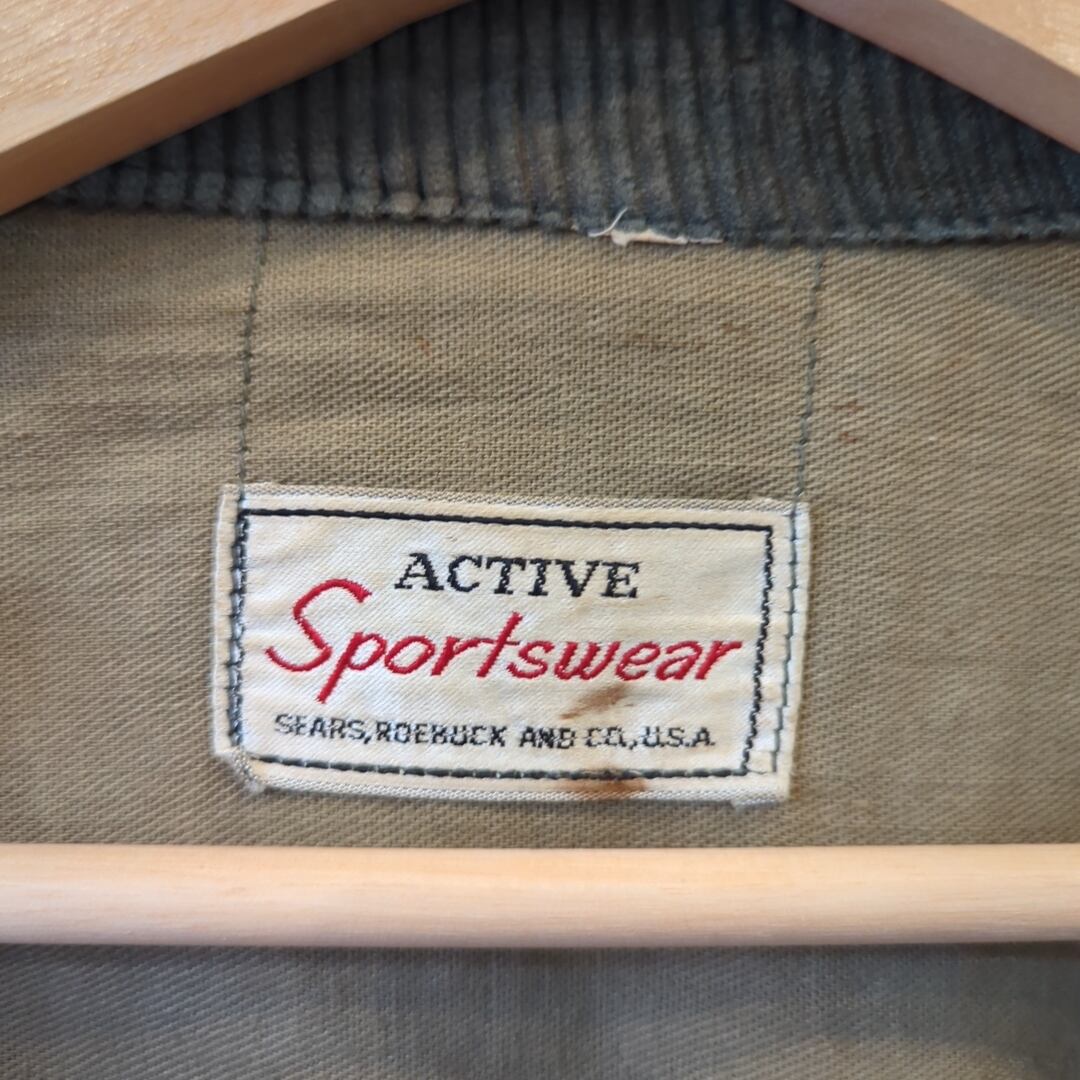 ACTIVE
Sportswear
SEARS, ROEBUCK AND CO., U.S.A.